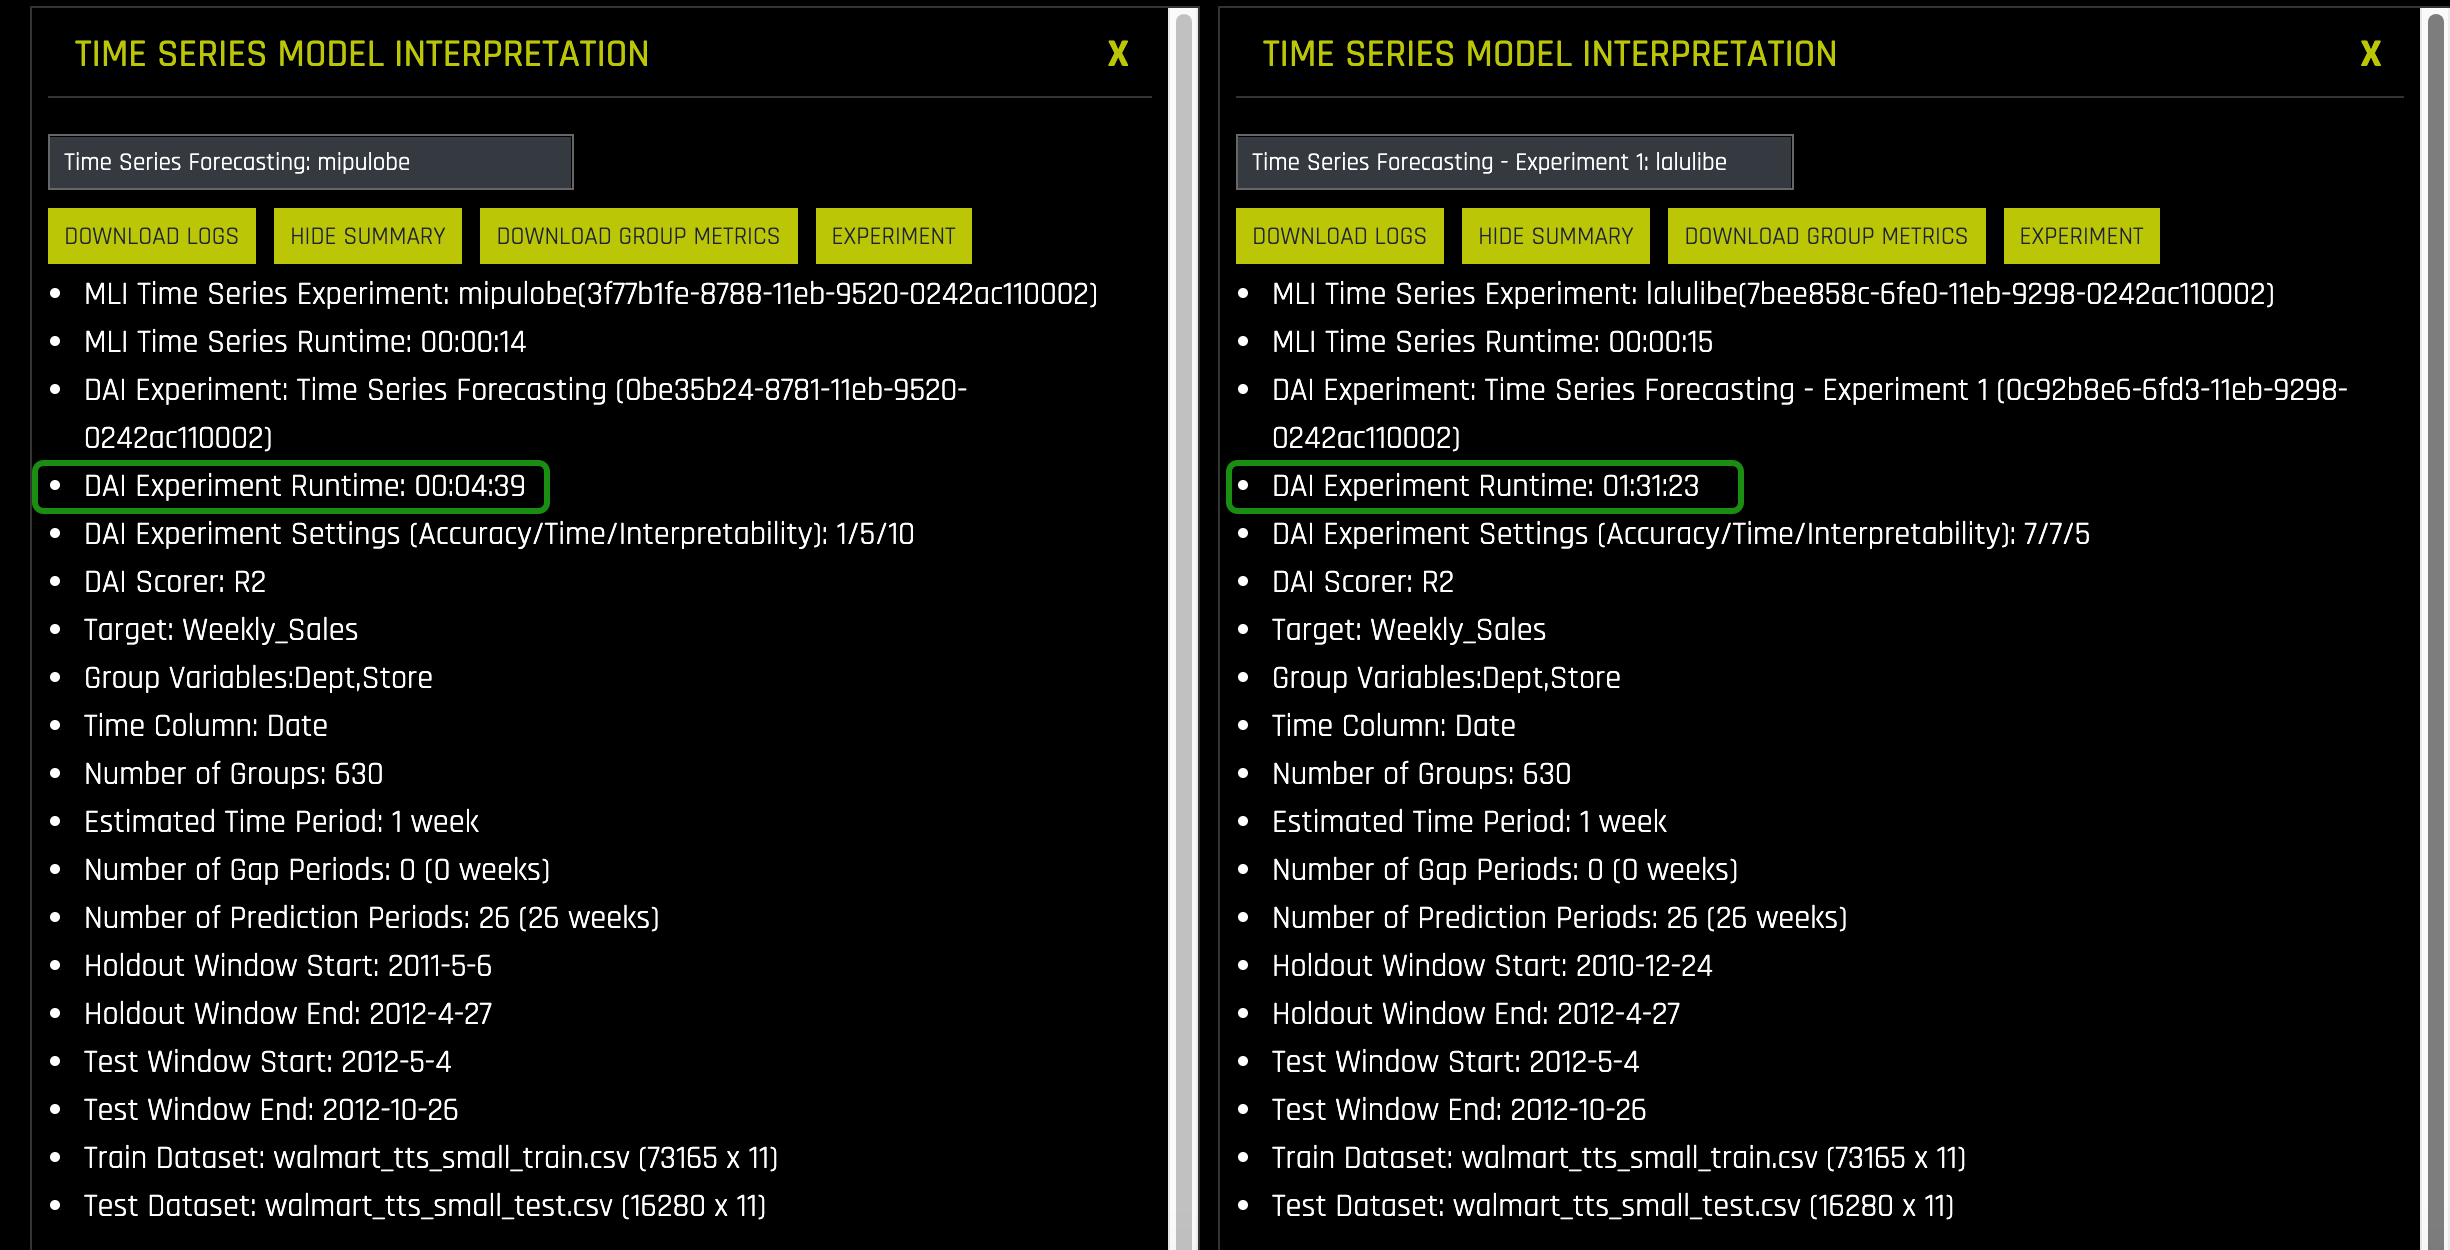 TIME SERIES MODEL INTERPRETATION X
Time Series Forecasting: mipulobe
DOWNLOAD LOGS HIDE SUMMARY DOWNLOAD GROUP METRICS EXPERIMENT
• MLI Time Series Experiment: mipulobe(3f77b1fe-8788-11eb-9520-0242ac110002)
• MLI Time Series Runtime: 00:00:14
• DAI Experiment: Time Series Forecasting (0be35b24-8781-11eb-9520-
0242ac110002)
• DAI Experiment Runtime: 00:04:39
• DAI Experiment Settings (Accuracy/Time/Interpretability): 1/5/10
• DAI Scorer: R2
• Target: Weekly_Sales
• Group Variables:Dept,Store
• Time Column: Date
• Number of Groups: 630
• Estimated Time Period: 1 week
• Number of Gap Periods: 0 (0 weeks)
• Number of Prediction Periods: 26 (26 weeks)
• Holdout Window Start: 2011-5-6
• Holdout Window End: 2012-4-27
• Test Window Start: 2012-5-4
• Test Window End: 2012-10-26
• Train Dataset: walmart_tts_small_train.csv (73165 x 11)
• Test Dataset: walmart_tts_small_test.csv (16280 x 11)
TIME SERIES MODEL INTERPRETATION X
Time Series Forecasting - Experiment 1: lalulibe
DOWNLOAD LOGS HIDE SUMMARY DOWNLOAD GROUP METRICS EXPERIMENT
• MLI Time Series Experiment: lalulibe(7bee858c-6fe0-11eb-9298-0242ac110002)
• MLI Time Series Runtime: 00:00:15
• DAI Experiment: Time Series Forecasting - Experiment 1 (0c92b8e6-6fd3-11eb-9298-
0242ac110002)
• DAI Experiment Runtime: 01:31:23
• DAI Experiment Settings (Accuracy/Time/Interpretability): 7/7/5
• DAI Scorer: R2
• Target: Weekly_Sales
• Group Variables:Dept,Store
• Time Column: Date
• Number of Groups: 630
• Estimated Time Period: 1 week
• Number of Gap Periods: 0 (0 weeks)
• Number of Prediction Periods: 26 (26 weeks)
• Holdout Window Start: 2010-12-24
• Holdout Window End: 2012-4-27
• Test Window Start: 2012-5-4
• Test Window End: 2012-10-26
• Train Dataset: walmart_tts_small_train.csv (73165 x 11)
• Test Dataset: walmart_tts_small_test.csv (16280 x 11)